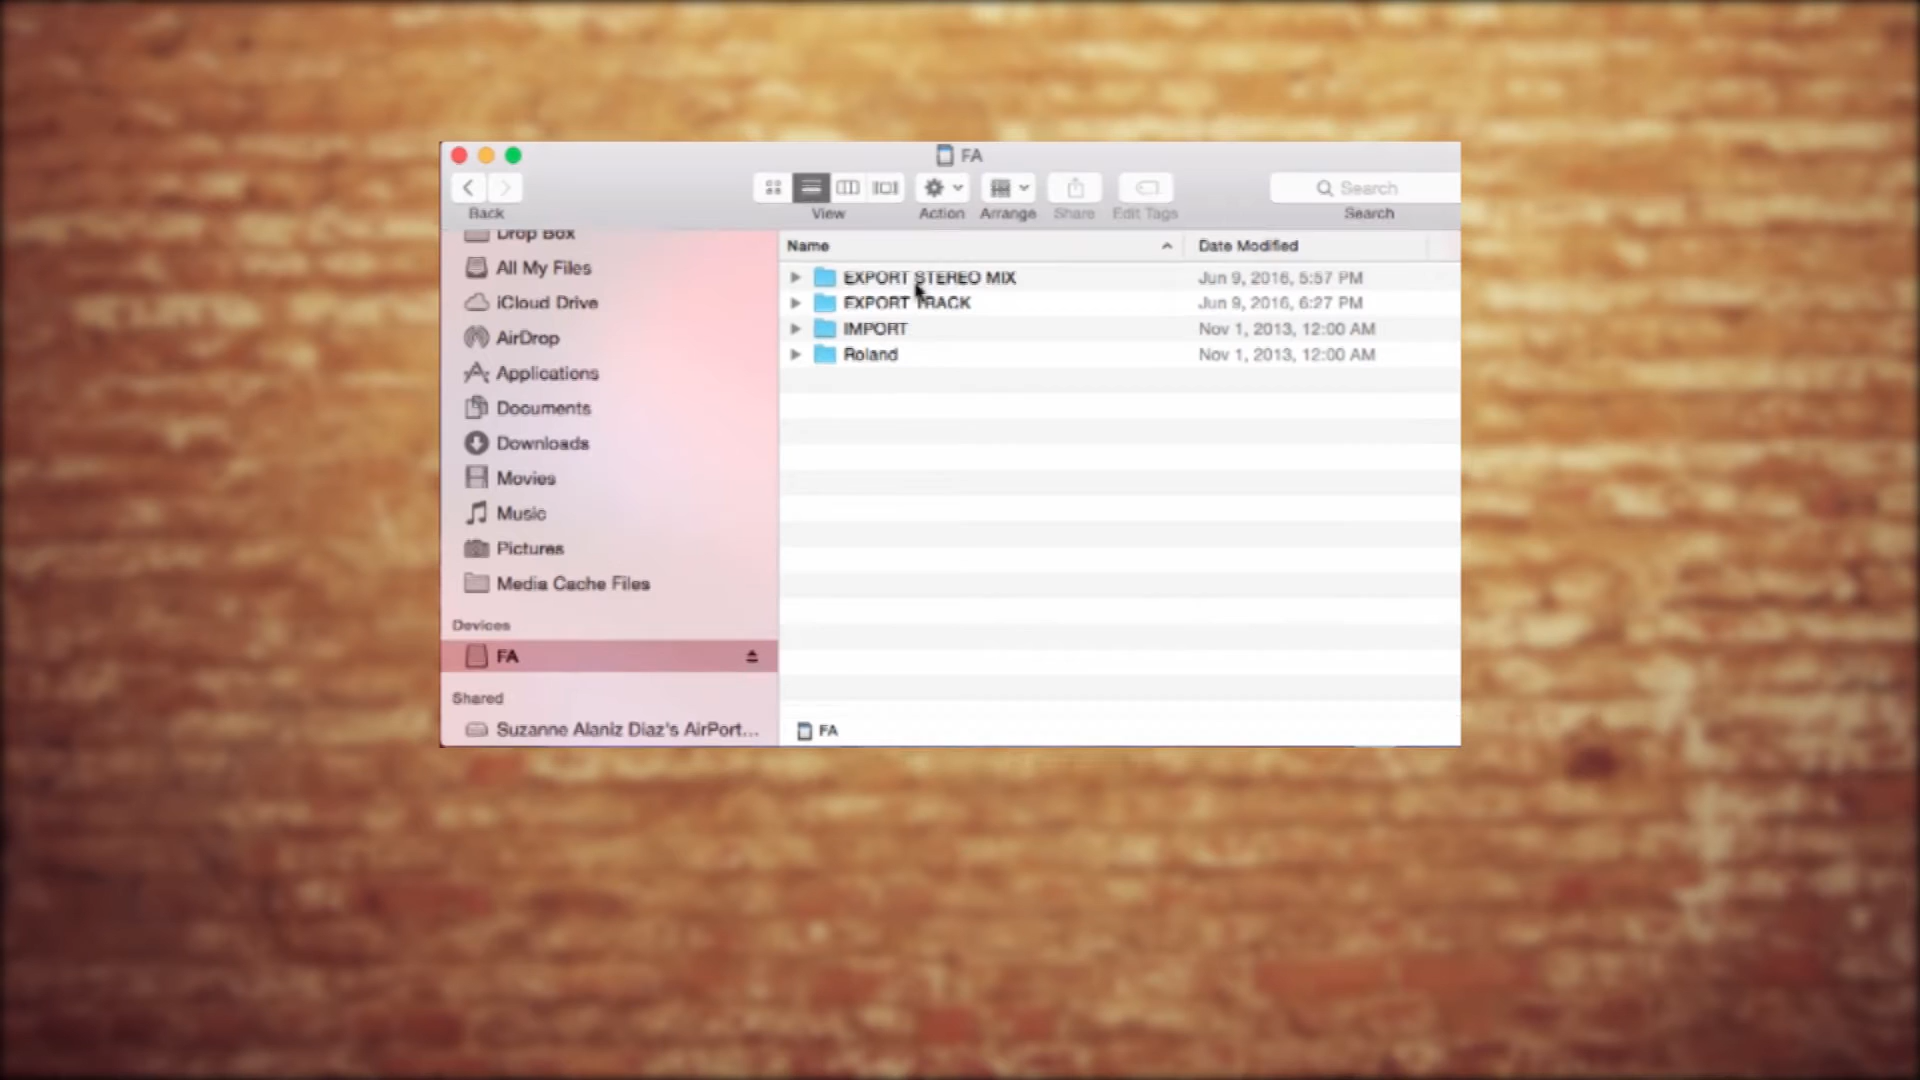 FA
Back
View
Action
Arrange
Share
Edit Tags
Search
Search
Drop Box
All My Files
iCloud Drive
AirDrop
Applications
Documents
Downloads
Movies
Music
Pictures
Media Cache Files
Devices
FA
Shared
Suzanne Alaniz Diaz's AirPort...
Name Date Modified
EXPORT STEREO MIX Jun 9, 2016, 5:57 PM
EXPORT TRACK Jun 9, 2016, 6:27 PM
IMPORT Nov 1, 2013, 12:00 AM
Roland Nov 1, 2013, 12:00 AM
FA